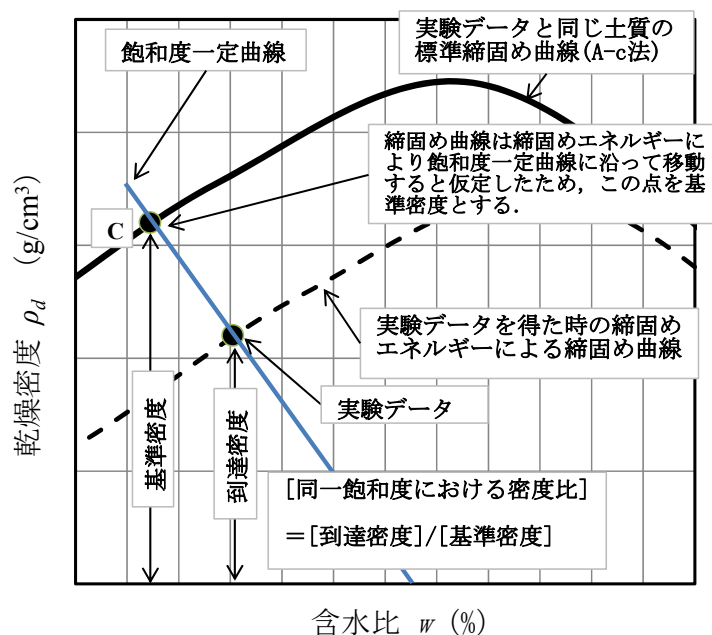 実験データと同じ土質の
標準締固め曲線(A-c法)
飽和度一定曲線
締固め曲線は締固めエネルギーに
より飽和度一定曲線に沿って移動
すると仮定したため，この点を基
準密度とする．
C
実験データを得た時の締固め
エネルギーによる締固め曲線
実験データ
基準密度
到達密度
[同一飽和度における密度比]
＝[到達密度]/[基準密度]
乾燥密度 ρd （g/cm³）
含水比 w (%)